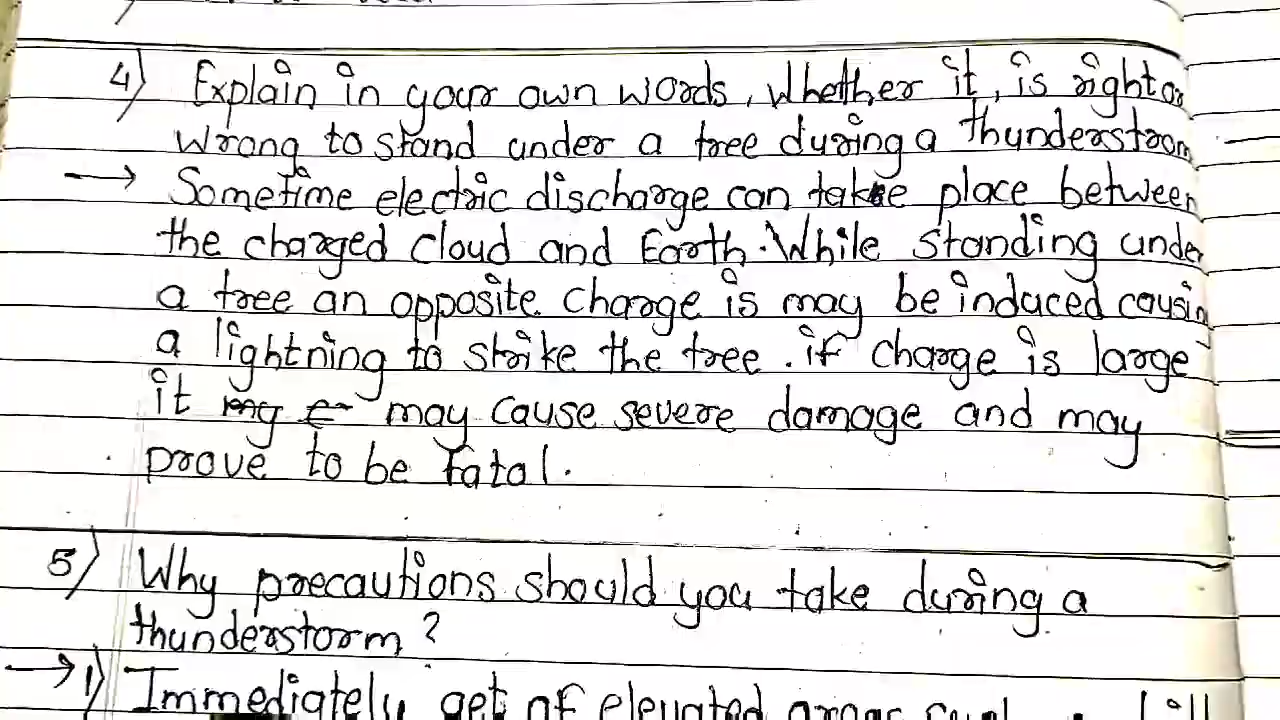 4) Explain in your own words, Whether it, is right or
wrong to stand under a tree during a thunderstrom
→ Sometime electric discharge can take place between
the charged cloud and Earth. While standing under
a tree an opposite charge is may be induced causin
a lightning to strike the tree. if charge is large
it may cause severe damage and may
prove to be fatal.
5) Why precautions should you take during a
thunderstorm?
→ 1) Immediately get of elevated areas